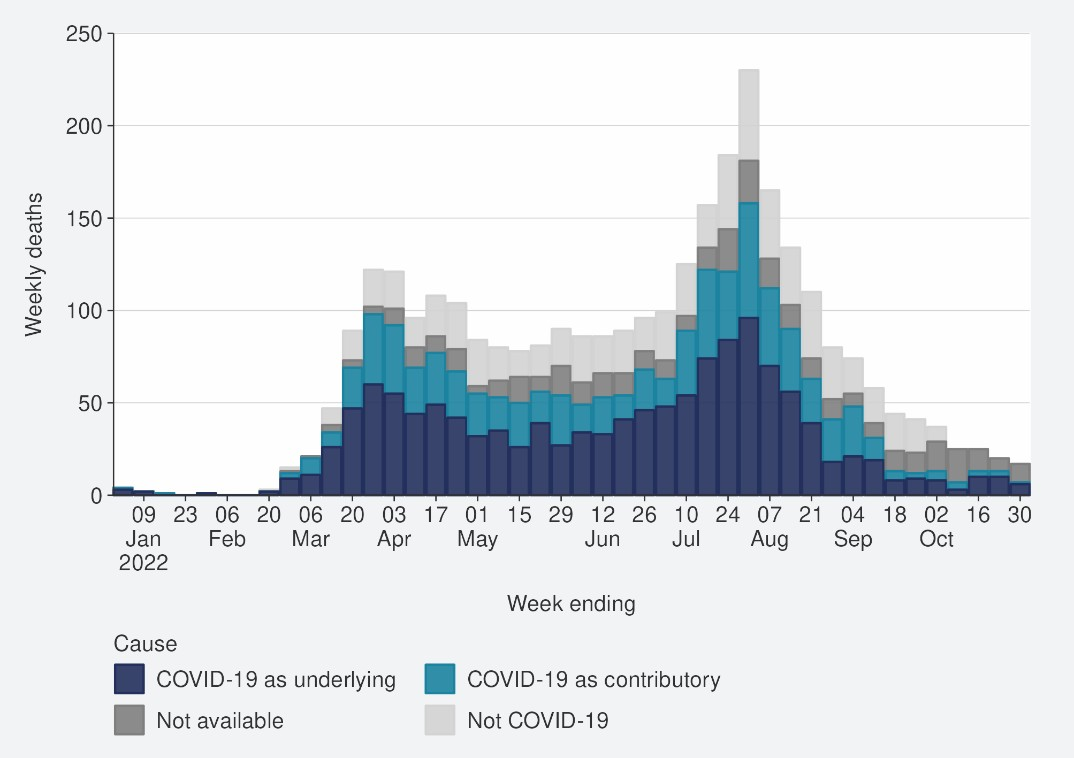 250
200
150
100
50
0
Weekly deaths
09 23 06 20 06 20 03 17 01 15 29 12 26 10 24 07 21 04 18 02 16 30
Jan Feb Mar Apr May Jun Jul Aug Sep Oct
2022
Week ending
Cause
COVID-19 as underlying COVID-19 as contributory
Not available Not COVID-19